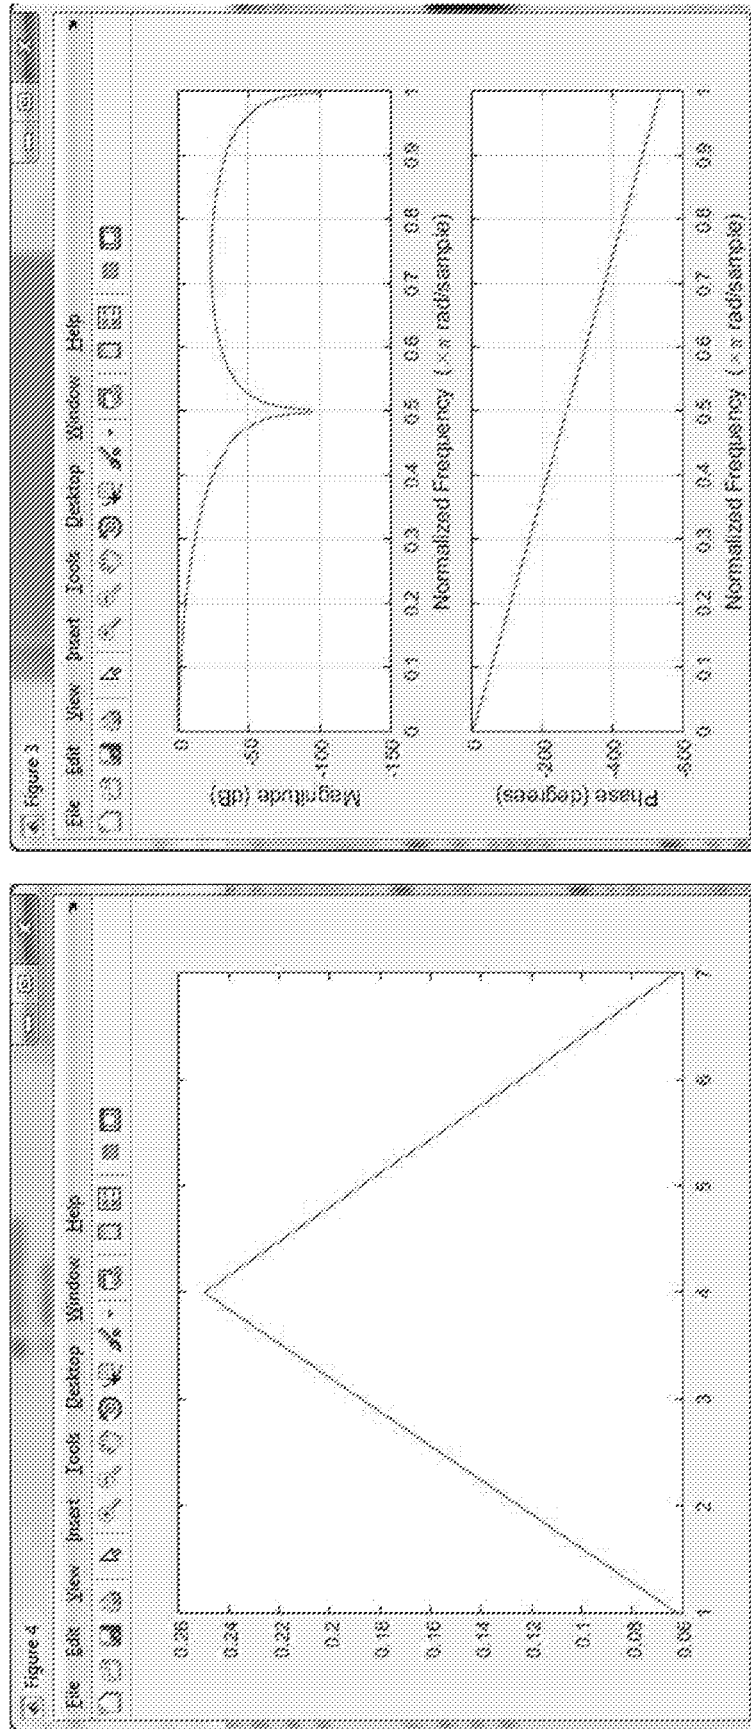 Figure 4
File Edit View Insert Tools Desktop Window Help
0.26
0.24
0.22
0.2
0.18
0.16
0.14
0.12
0.1
0.08
0.06
1 2 3 4 5 6 7
Figure 3
File Edit View Insert Tools Desktop Window Help
Magnitude (dB)
0
-50
-100
-150
0 0.1 0.2 0.3 0.4 0.5 0.6 0.7 0.8 0.9 1
Normalized Frequency (×π rad/sample)
Phase (degrees)
0
-200
-400
-600
0 0.1 0.2 0.3 0.4 0.5 0.6 0.7 0.8 0.9 1
Normalized Frequency (×π rad/sample)